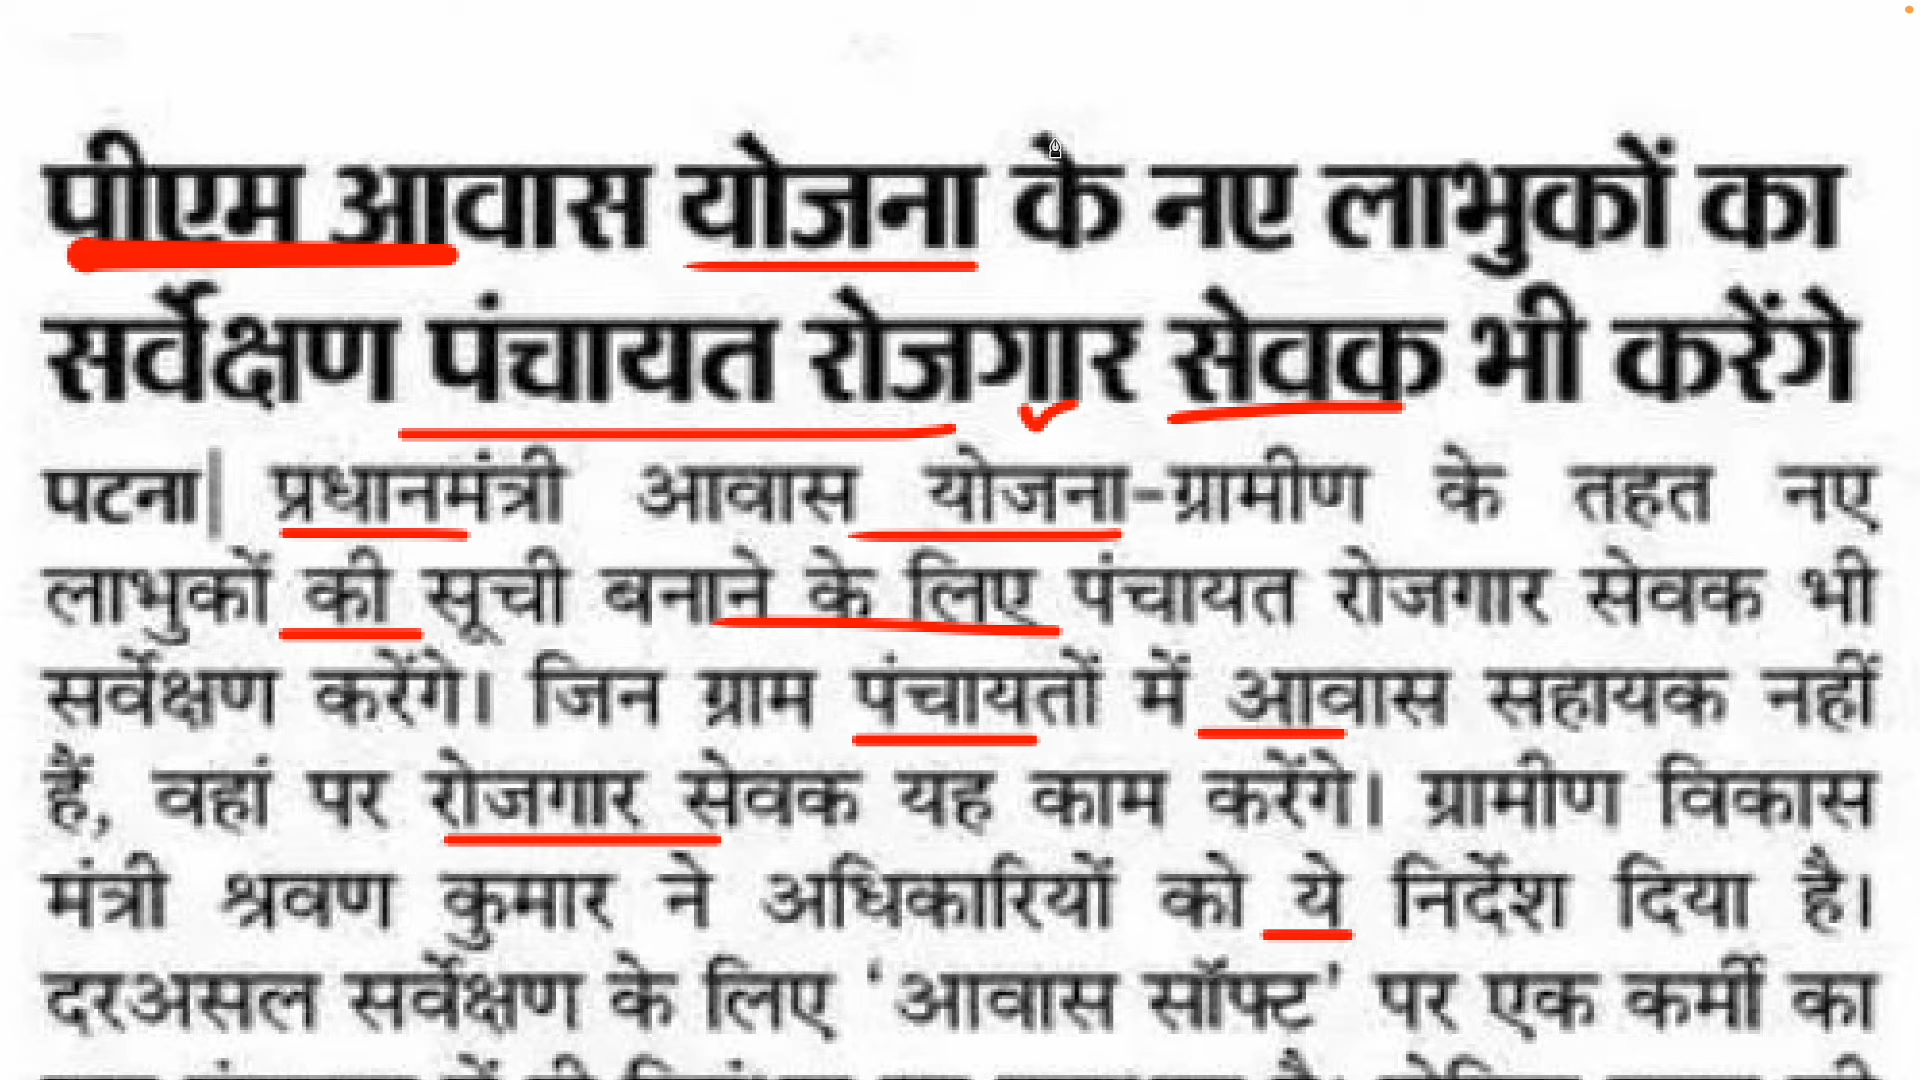 पीएम आवास योजना के नए लाभुकों का
सर्वेक्षण पंचायत रोजगार सेवक भी करेंगे
पटना| प्रधानमंत्री आवास योजना-ग्रामीण के तहत नए
लाभुकों की सूची बनाने के लिए पंचायत रोजगार सेवक भी
सर्वेक्षण करेंगे। जिन ग्राम पंचायतों में आवास सहायक नहीं
हैं, वहां पर रोजगार सेवक यह काम करेंगे। ग्रामीण विकास
मंत्री श्रवण कुमार ने अधिकारियों को ये निर्देश दिया है।
दरअसल सर्वेक्षण के लिए 'आवास सॉफ्ट' पर एक कर्मी का